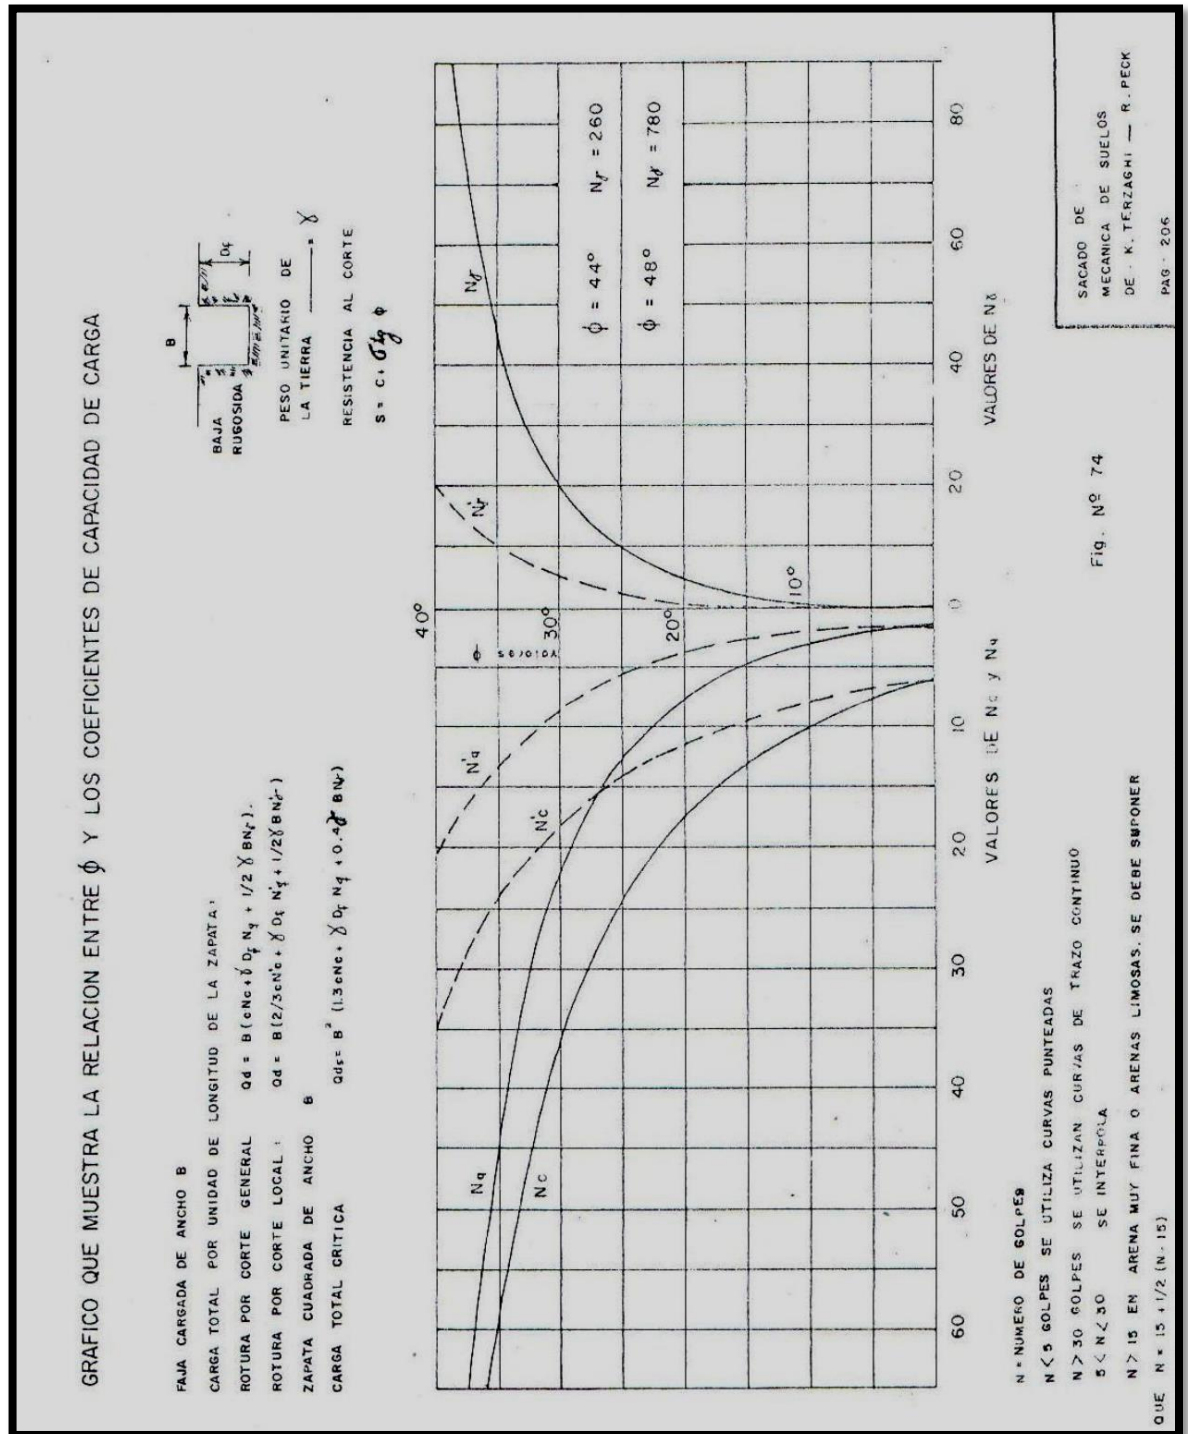 GRAFICO QUE MUESTRA LA RELACION ENTRE ϕ Y LOS COEFICIENTES DE CAPACIDAD DE CARGA
FAJA CARGADA DE ANCHO B
CARGA TOTAL POR UNIDAD DE LONGITUD DE LA ZAPATA:
ROTURA POR CORTE GENERAL Qd = B (cNc + γ Df Nq + 1/2 γ BNr).
ROTURA POR CORTE LOCAL : Qd = B (2/3cN'c + γ Df N'q + 1/2γ BN'r)
ZAPATA CUADRADA DE ANCHO B
CARGA TOTAL CRITICA Qds = B² (1.3cNc + γ Df Nq + 0.4γ BNr)
B
Df
BAJA
RUGOSIDA
PESO UNITARIO DE
LA TIERRA = γ
RESISTENCIA AL CORTE
S = C + σ tg ϕ
40°
30°
20°
10°
valores ϕ
Nq
Nc
N'c
N'q
N'r
Nγ
ϕ = 44° Nγ = 260
ϕ = 48° Nγ = 780
60 50 40 30 20 10 0 20 40 60 80
VALORES DE Nc y Nq
VALORES DE Nγ
N = NUMERO DE GOLPES
N < 5 GOLPES SE UTILIZA CURVAS PUNTEADAS
N > 30 GOLPES SE UTILIZAN CURVAS DE TRAZO CONTINUO
5 < N < 30 SE INTERPOLA
N > 15 EN ARENA MUY FINA O ARENAS LIMOSAS. SE DEBE SUPONER
QUE N = 15 + 1/2 (N - 15)
Fig. Nº 74
SACADO DE
MECANICA DE SUELOS
DE K. TERZAGHI — R. PECK
PAG - 206